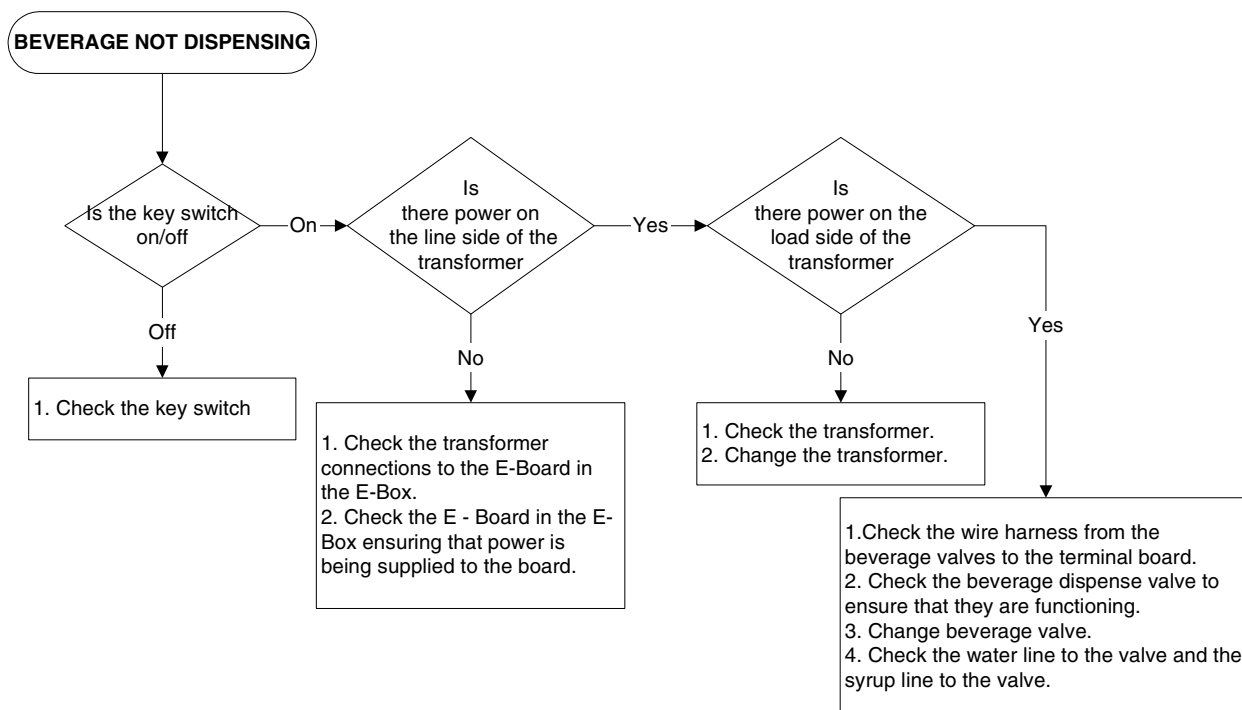 BEVERAGE NOT DISPENSING
Is the key switch
on/off
On
Off
1. Check the key switch
Is
there power on
the line side of the
transformer
Yes
No
1. Check the transformer
connections to the E-Board in
the E-Box.
2. Check the E - Board in the E-
Box ensuring that power is
being supplied to the board.
Is
there power on the
load side of the
transformer
No
1. Check the transformer.
2. Change the transformer.
Yes
1.Check the wire harness from the
beverage valves to the terminal board.
2. Check the beverage dispense valve to
ensure that they are functioning.
3. Change beverage valve.
4. Check the water line to the valve and the
syrup line to the valve.